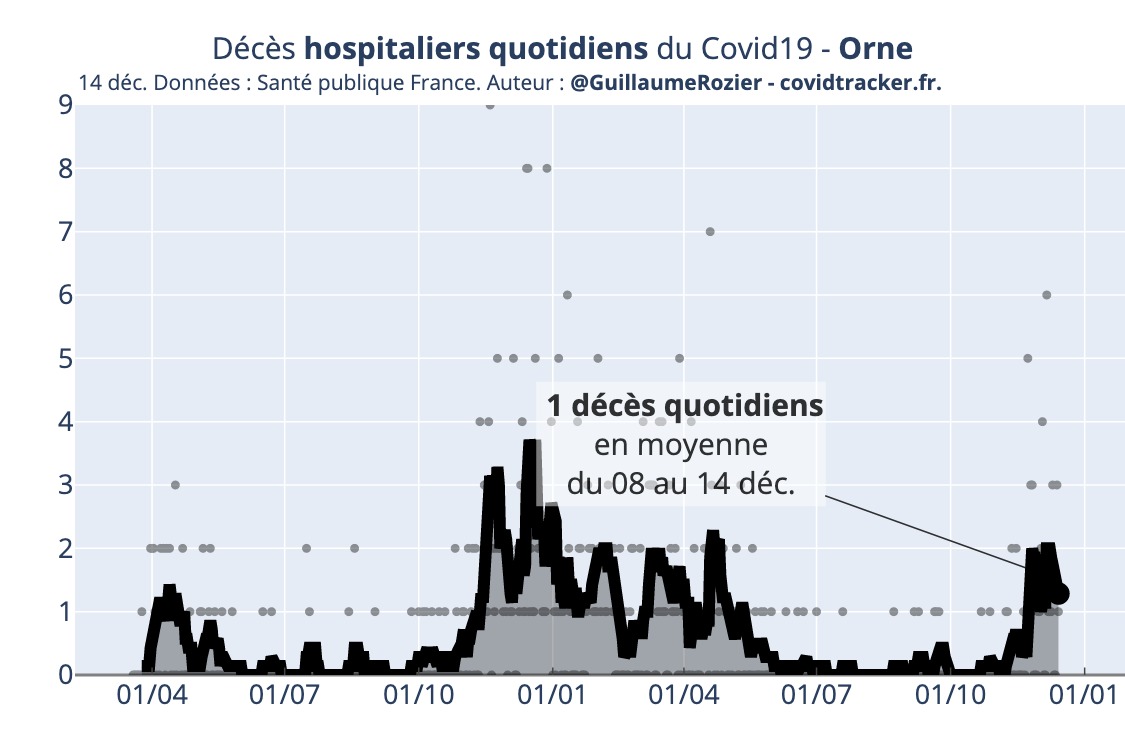 Décès hospitaliers quotidiens du Covid19 - Orne
14 déc. Données : Santé publique France. Auteur : @GuillaumeRozier - covidtracker.fr.
9
8
7
6
5
4
3
2
1
0
1 décès quotidiens
en moyenne
du 08 au 14 déc.
01/04 01/07 01/10 01/01 01/04 01/07 01/10 01/01